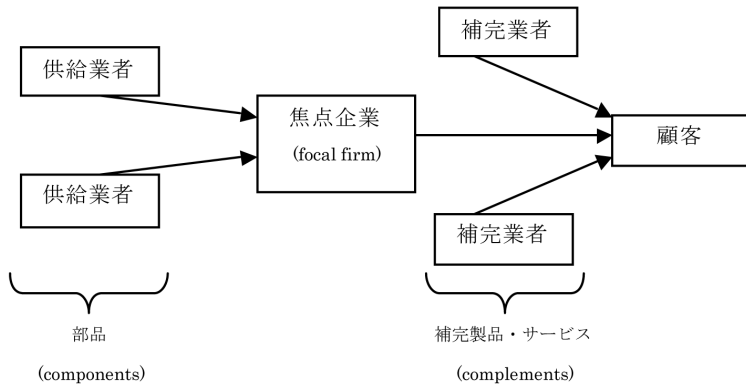 補完業者
供給業者
焦点企業
(focal firm)
顧客
供給業者
補完業者
部品
(components)
補完製品・サービス
(complements)